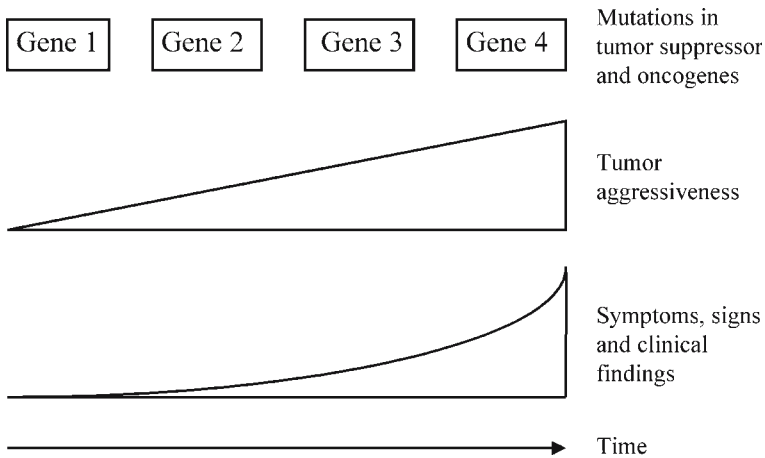 Gene 1 Gene 2 Gene 3 Gene 4
Mutations in
tumor suppressor
and oncogenes
Tumor
aggressiveness
Symptoms, signs
and clinical
findings
Time